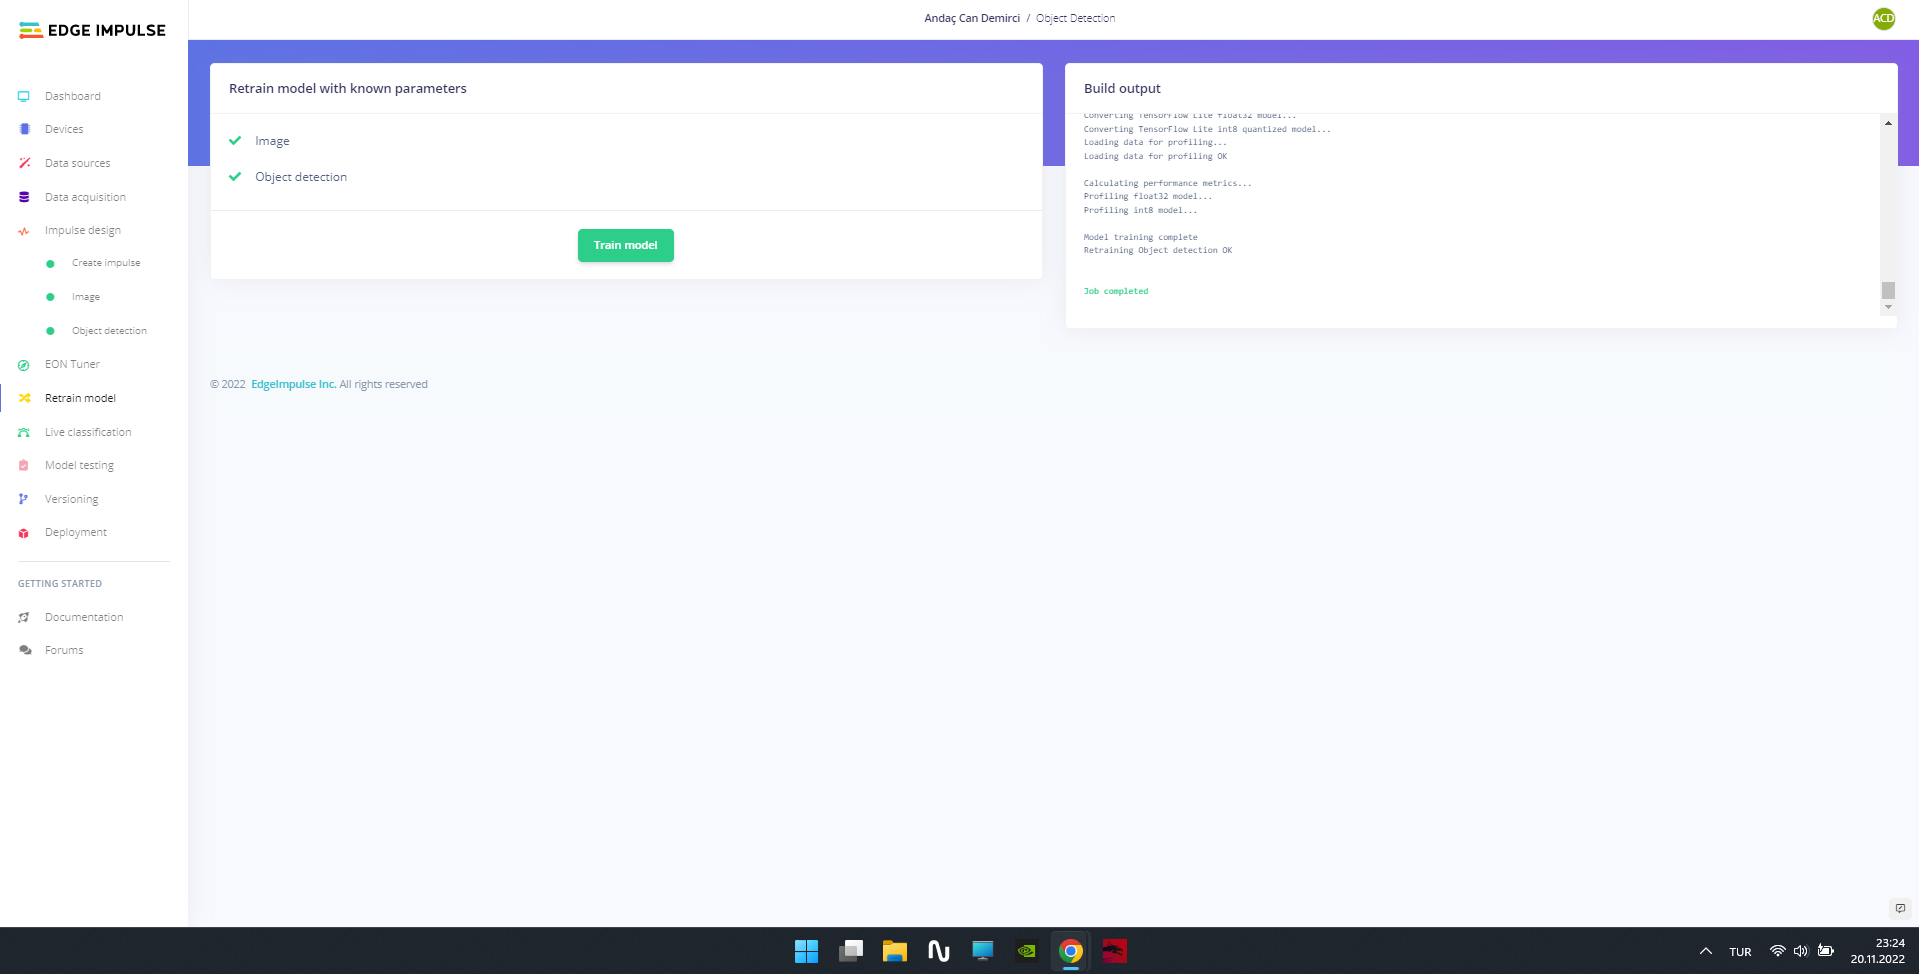 EDGE IMPULSE
Andaç Can Demirci / Object Detection
ACD
Dashboard
Devices
Data sources
Data acquisition
Impulse design
Create impulse
Image
Object detection
EON Tuner
Retrain model
Live classification
Model testing
Versioning
Deployment
GETTING STARTED
Documentation
Forums
Retrain model with known parameters
Image
Object detection
Train model
Build output
Converting TensorFlow Lite float32 model...
Converting TensorFlow Lite int8 quantized model...
Loading data for profiling...
Loading data for profiling OK
Calculating performance metrics...
Profiling float32 model...
Profiling int8 model...
Model training complete
Retraining Object detection OK
Job completed
© 2022 EdgeImpulse Inc. All rights reserved
TUR
23:24
20.11.2022